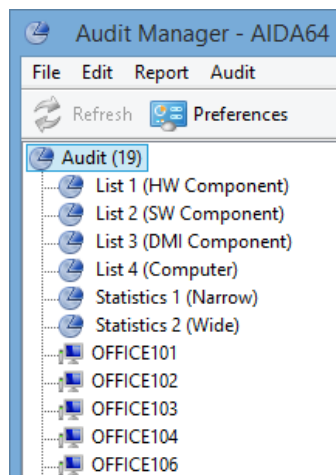 Audit Manager - AIDA64
File Edit Report Audit
Refresh Preferences
Audit (19)
List 1 (HW Component)
List 2 (SW Component)
List 3 (DMI Component)
List 4 (Computer)
Statistics 1 (Narrow)
Statistics 2 (Wide)
OFFICE101
OFFICE102
OFFICE103
OFFICE104
OFFICE106